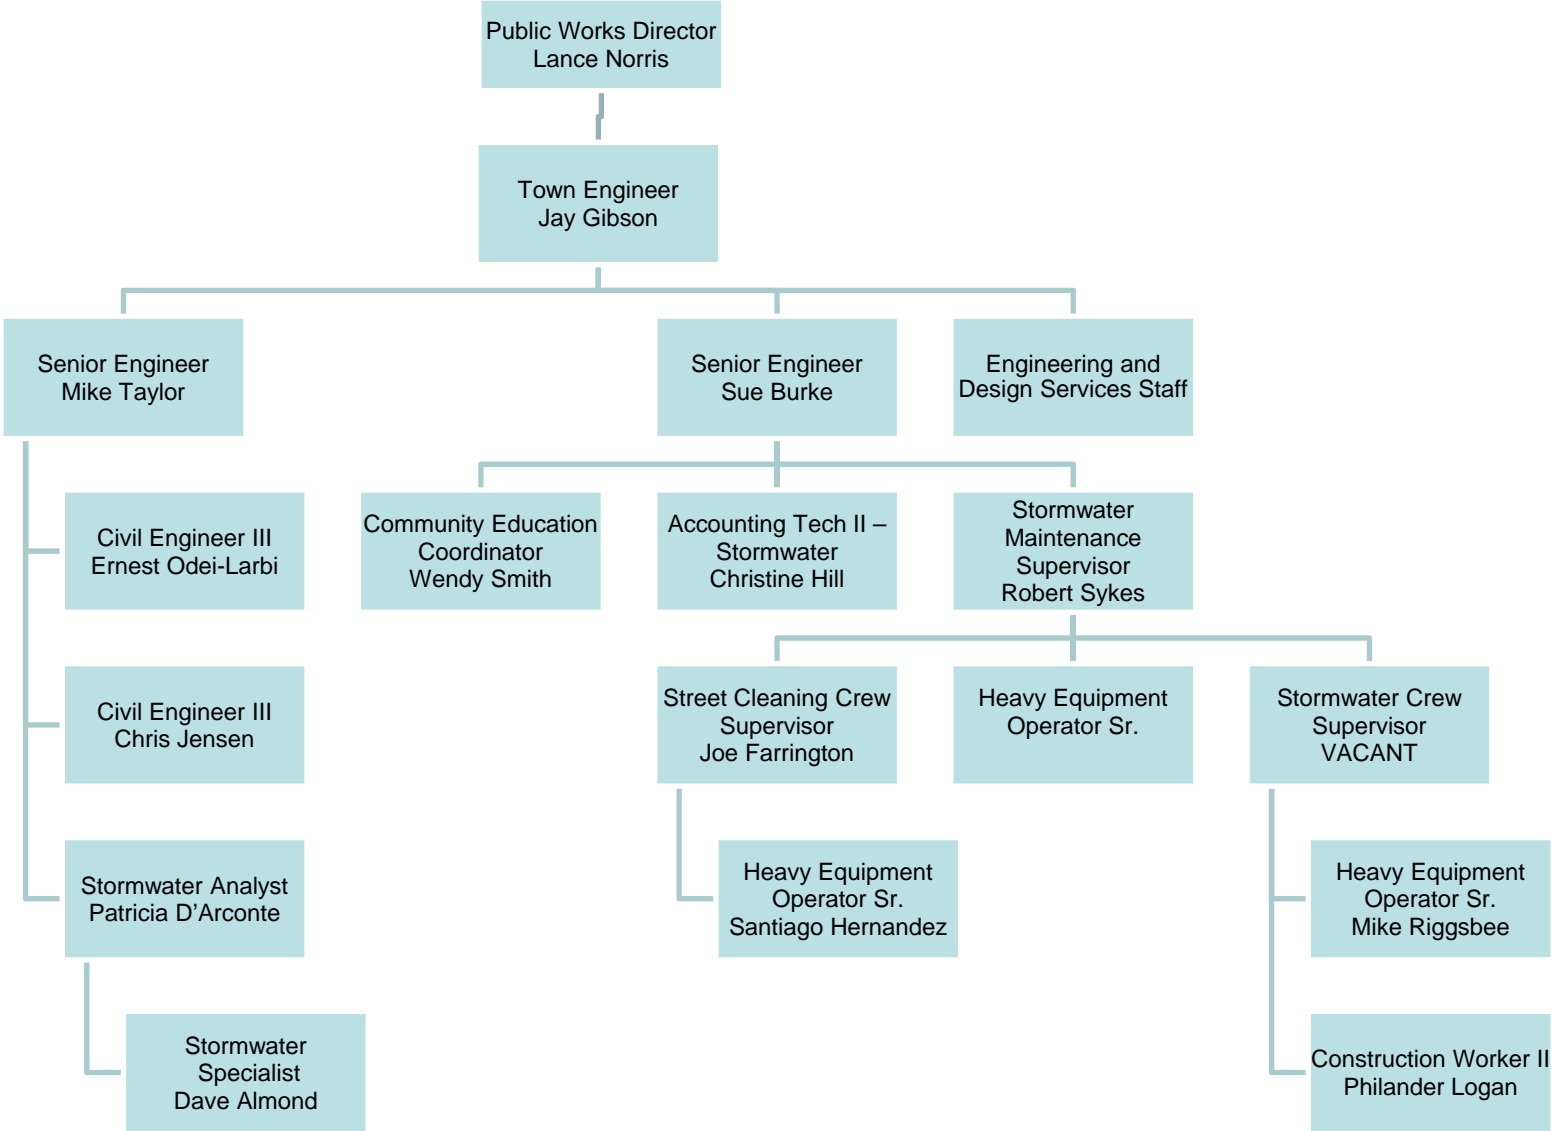 Public Works Director
Lance Norris
Town Engineer
Jay Gibson
Senior Engineer
Mike Taylor
Senior Engineer
Sue Burke
Engineering and
Design Services Staff
Civil Engineer III
Ernest Odei-Larbi
Community Education
Coordinator
Wendy Smith
Accounting Tech II –
Stormwater
Christine Hill
Stormwater
Maintenance
Supervisor
Robert Sykes
Civil Engineer III
Chris Jensen
Street Cleaning Crew
Supervisor
Joe Farrington
Heavy Equipment
Operator Sr.
Stormwater Crew
Supervisor
VACANT
Stormwater Analyst
Patricia D’Arconte
Heavy Equipment
Operator Sr.
Santiago Hernandez
Heavy Equipment
Operator Sr.
Mike Riggsbee
Stormwater
Specialist
Dave Almond
Construction Worker II
Philander Logan